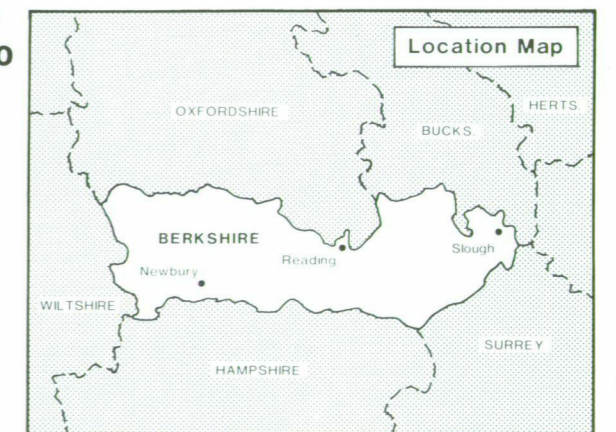 Location Map
OXFORDSHIRE
HERTS.
BUCKS.
BERKSHIRE
Reading
Slough
Newbury
WILTSHIRE
SURREY
HAMPSHIRE